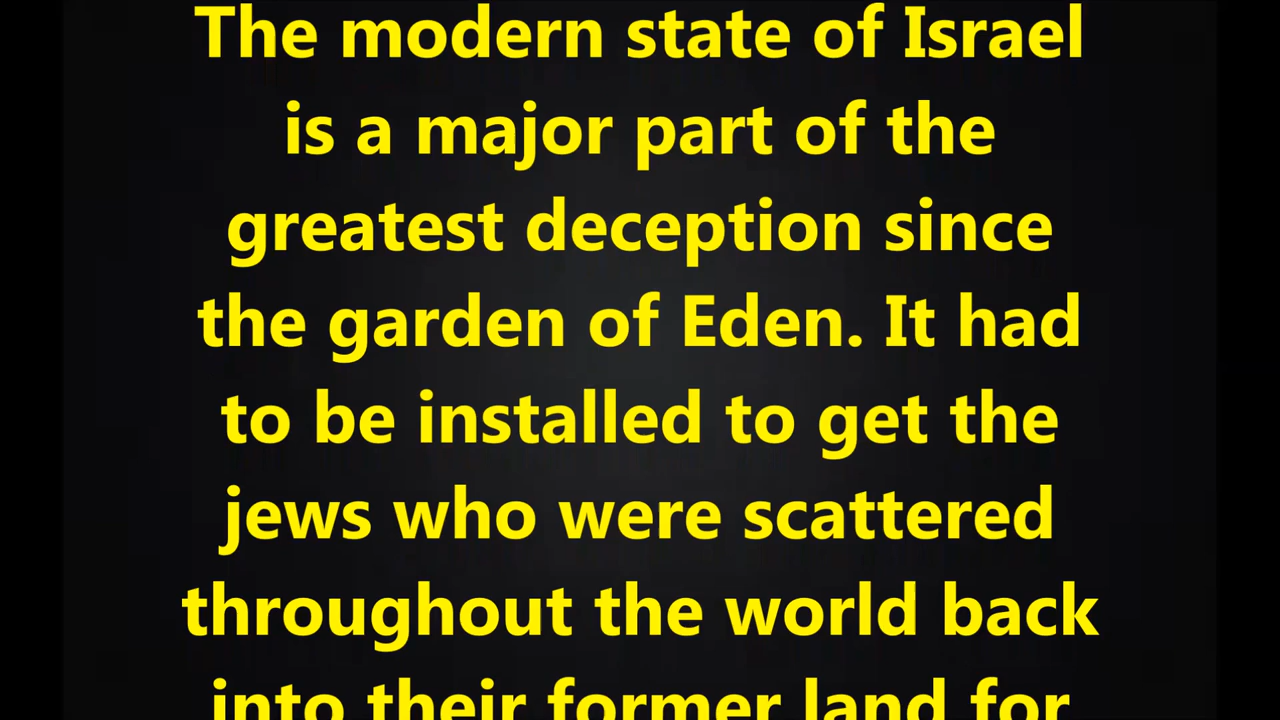 The modern state of Israel
is a major part of the
greatest deception since
the garden of Eden. It had
to be installed to get the
jews who were scattered
throughout the world back
into their former land for